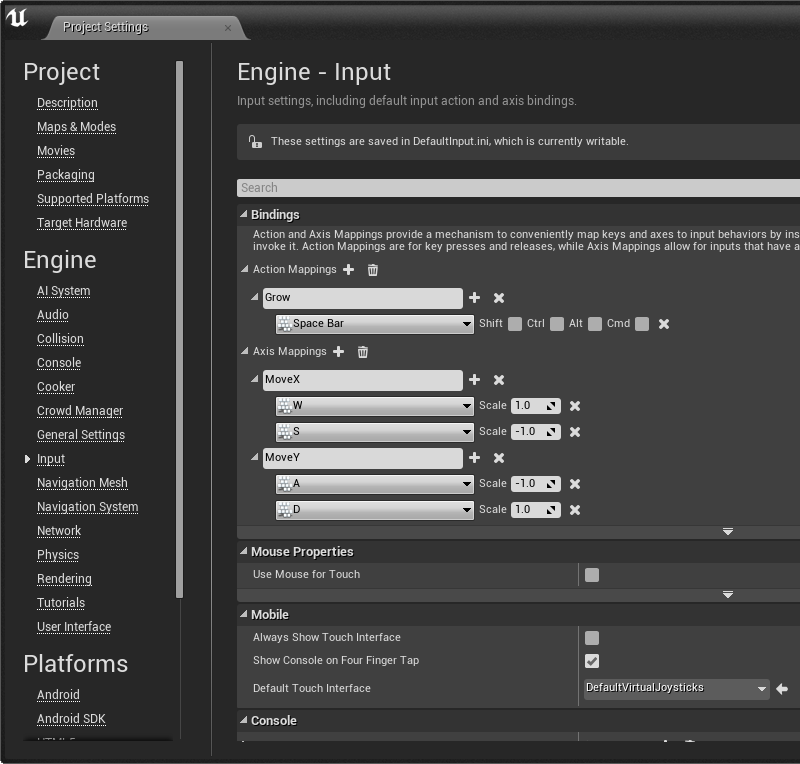 Project Settings
Project
Description
Maps & Modes
Movies
Packaging
Supported Platforms
Target Hardware
Engine
AI System
Audio
Collision
Console
Cooker
Crowd Manager
General Settings
Input
Navigation Mesh
Navigation System
Network
Physics
Rendering
Tutorials
User Interface
Platforms
Android
Android SDK
Engine - Input
Input settings, including default input action and axis bindings.
These settings are saved in DefaultInput.ini, which is currently writable.
Search
Bindings
Action and Axis Mappings provide a mechanism to conveniently map keys and axes to input behaviors by ins
invoke it. Action Mappings are for key presses and releases, while Axis Mappings allow for inputs that have a
Action Mappings
Grow
Space Bar Shift Ctrl Alt Cmd
Axis Mappings
MoveX
W Scale 1.0
S Scale -1.0
MoveY
A Scale -1.0
D Scale 1.0
Mouse Properties
Use Mouse for Touch
Mobile
Always Show Touch Interface
Show Console on Four Finger Tap
Default Touch Interface DefaultVirtualJoysticks
Console